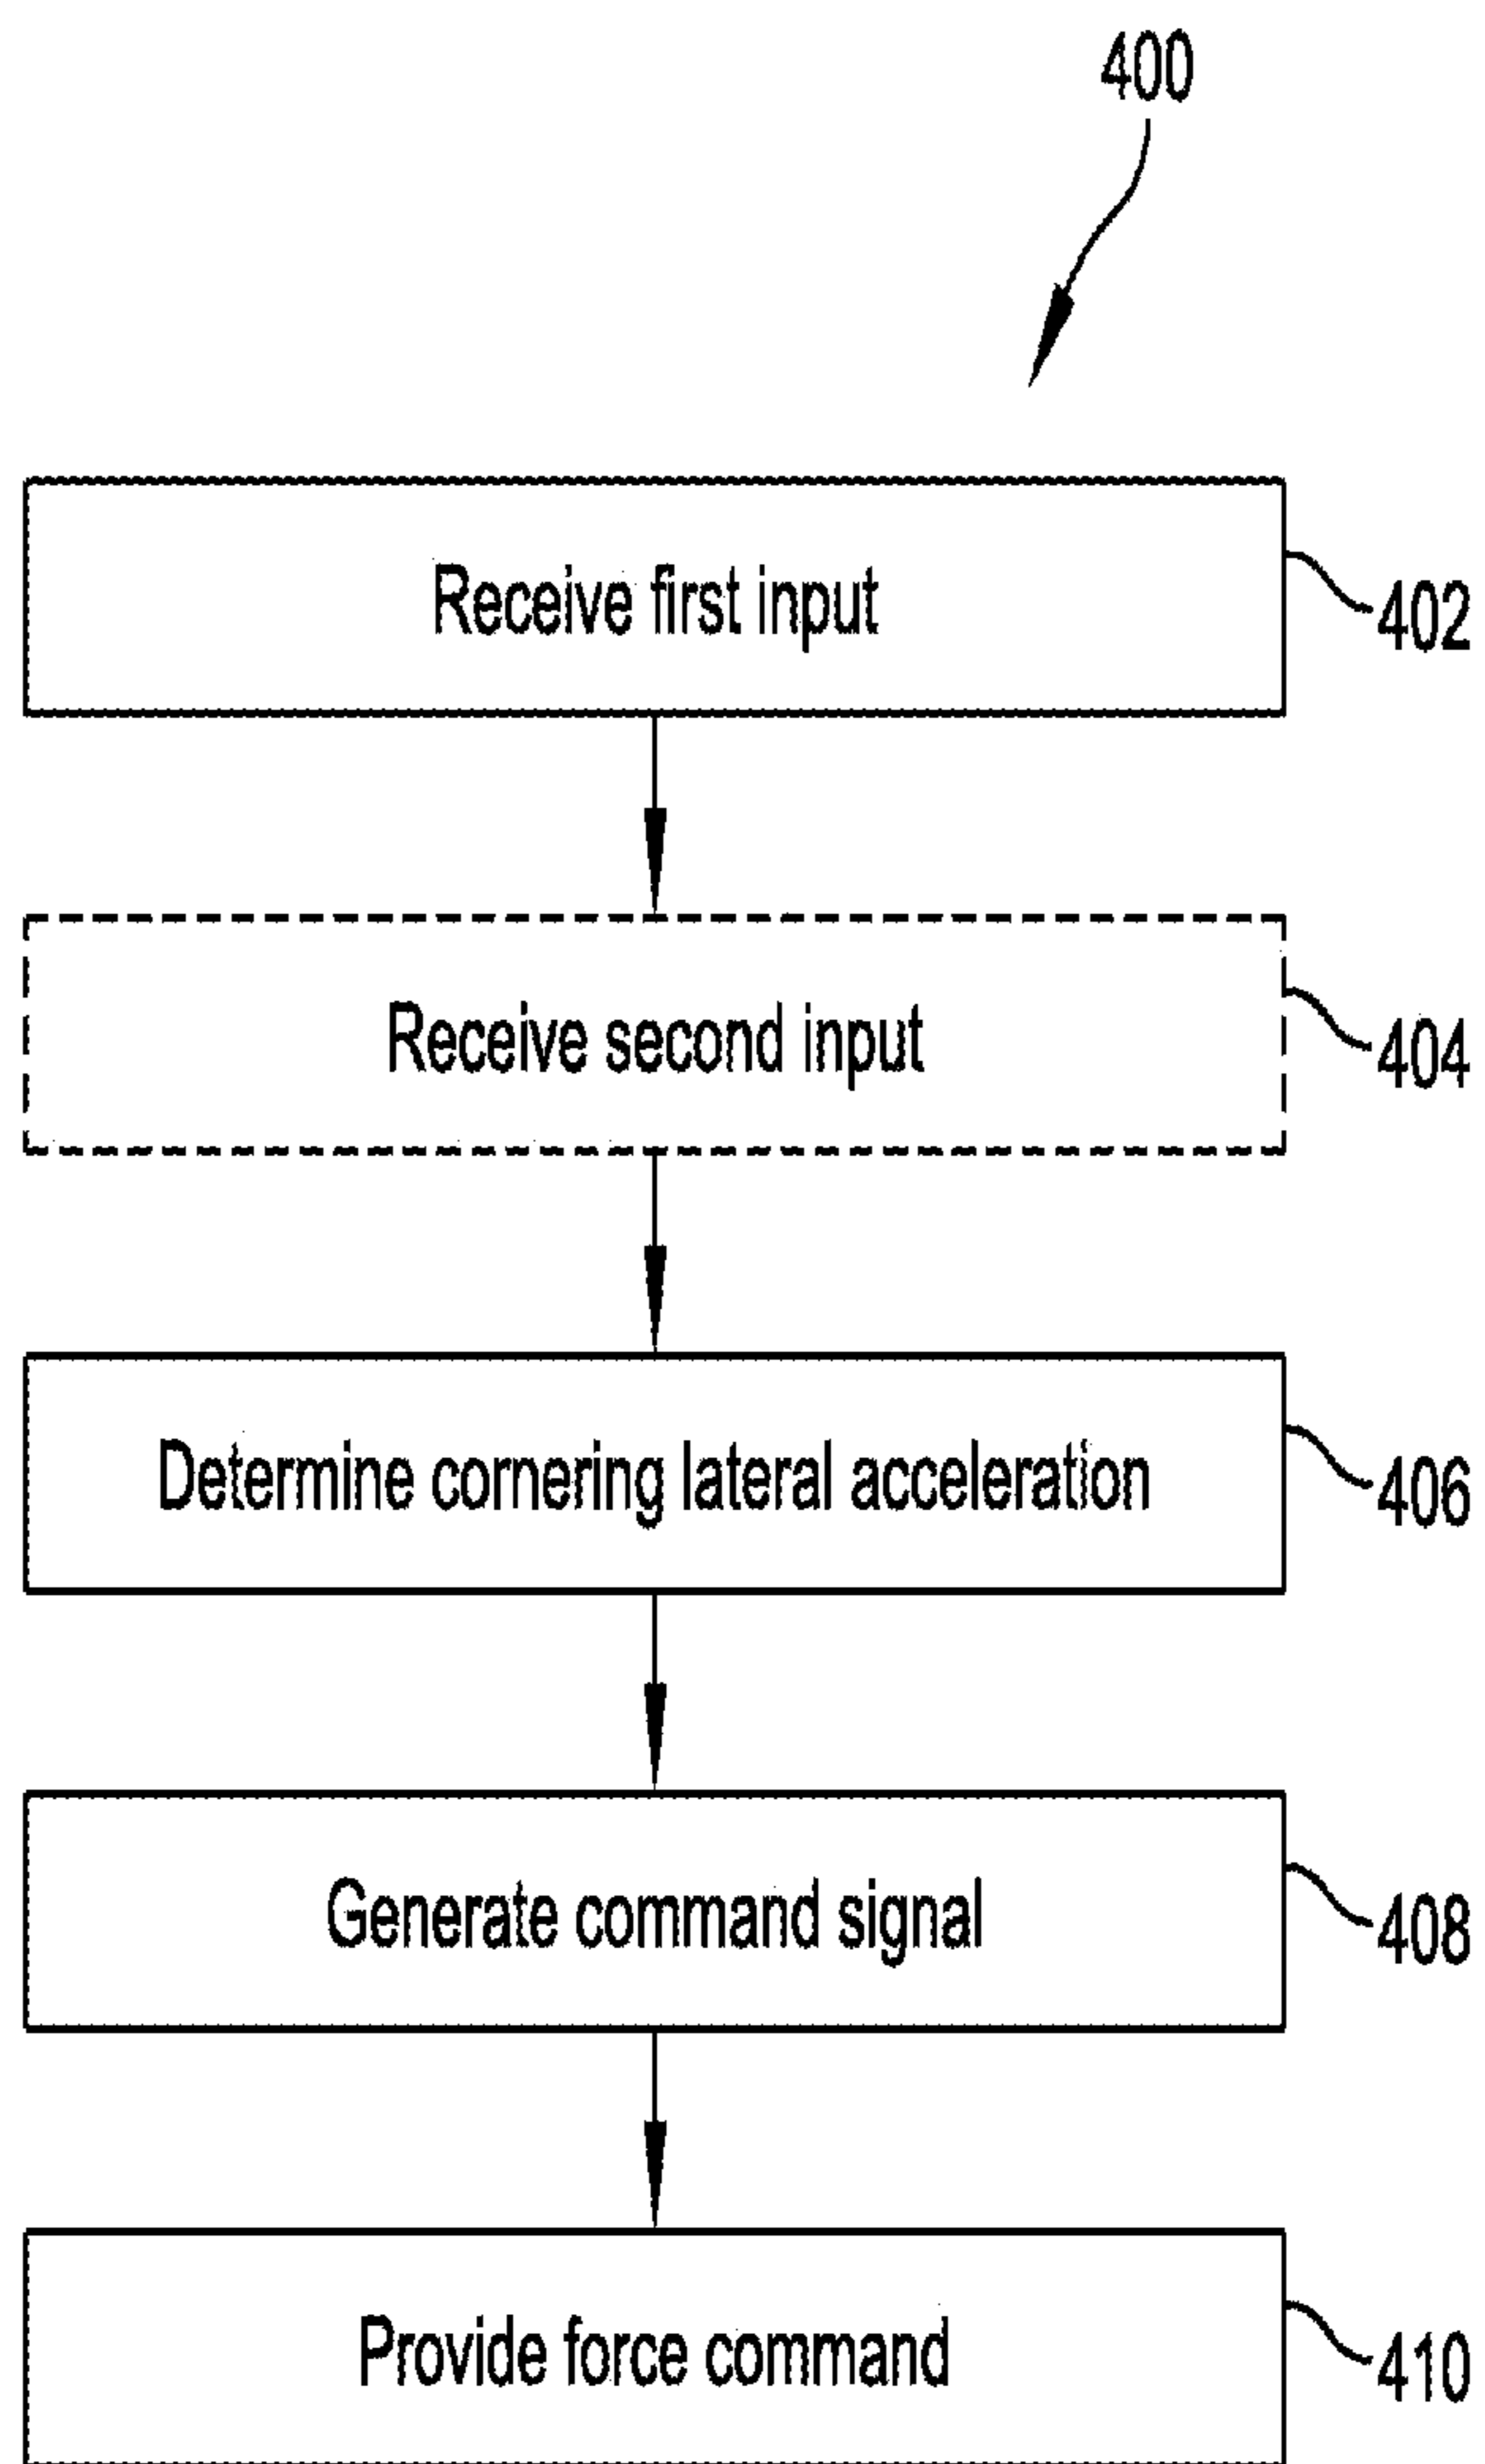 400
Receive first input
402
Receive second input
404
Determine cornering lateral acceleration
406
Generate command signal
408
Provide force command
410